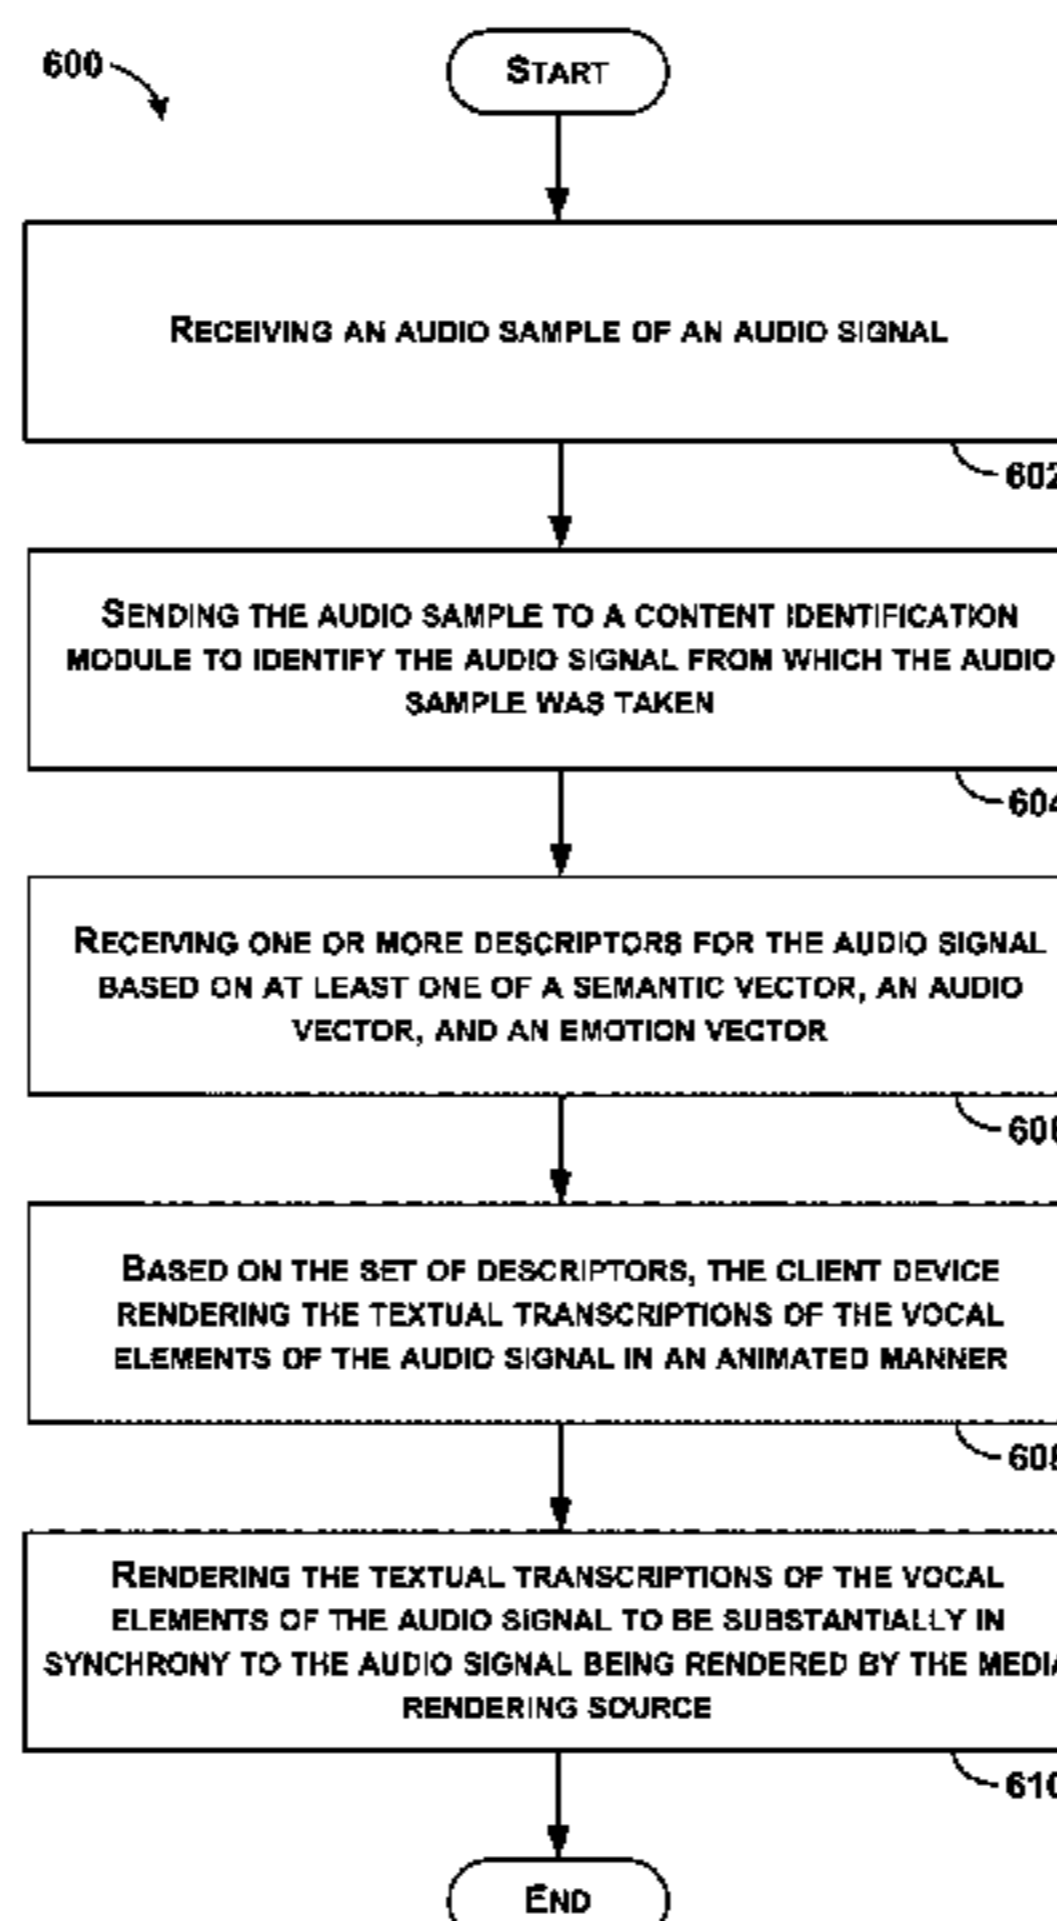 600
START
RECEIVING AN AUDIO SAMPLE OF AN AUDIO SIGNAL
602
SENDING THE AUDIO SAMPLE TO A CONTENT IDENTIFICATION
MODULE TO IDENTIFY THE AUDIO SIGNAL FROM WHICH THE AUDIO
SAMPLE WAS TAKEN
604
RECEIVING ONE OR MORE DESCRIPTORS FOR THE AUDIO SIGNAL
BASED ON AT LEAST ONE OF A SEMANTIC VECTOR, AN AUDIO
VECTOR, AND AN EMOTION VECTOR
606
BASED ON THE SET OF DESCRIPTORS, THE CLIENT DEVICE
RENDERING THE TEXTUAL TRANSCRIPTIONS OF THE VOCAL
ELEMENTS OF THE AUDIO SIGNAL IN AN ANIMATED MANNER
608
RENDERING THE TEXTUAL TRANSCRIPTIONS OF THE VOCAL
ELEMENTS OF THE AUDIO SIGNAL TO BE SUBSTANTIALLY IN
SYNCHRONY TO THE AUDIO SIGNAL BEING RENDERED BY THE MEDIA
RENDERING SOURCE
610
END